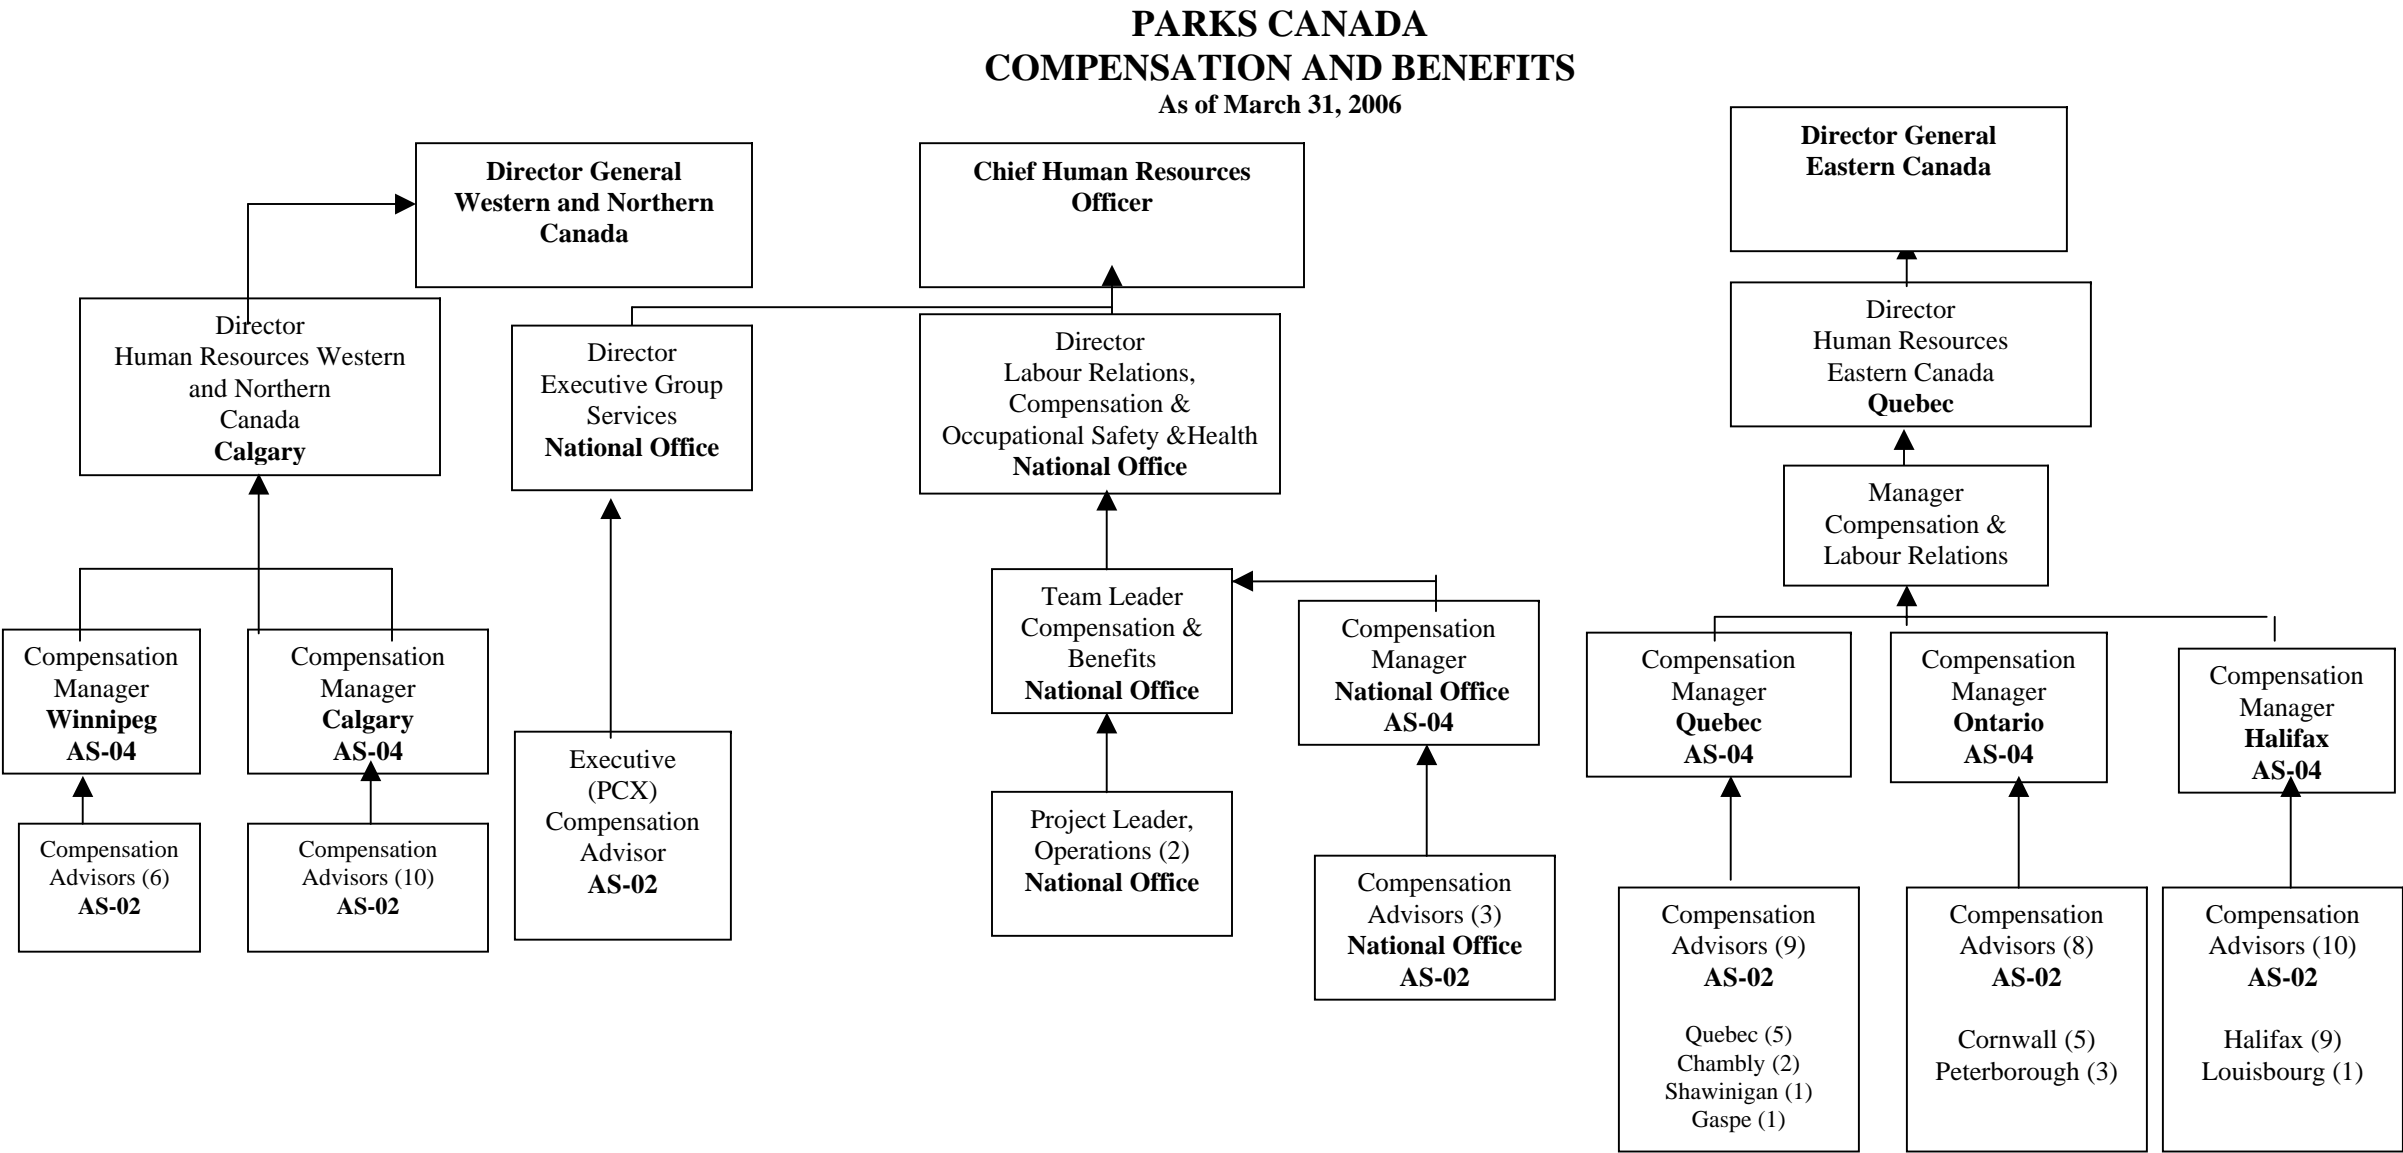 PARKS CANADA
COMPENSATION AND BENEFITS
As of March 31, 2006
Director General
Western and Northern
Canada
Chief Human Resources
Officer
Director General
Eastern Canada
Director
Human Resources Western
and Northern
Canada
Calgary
Director
Executive Group
Services
National Office
Director
Labour Relations,
Compensation &
Occupational Safety &Health
National Office
Director
Human Resources
Eastern Canada
Quebec
Manager
Compensation &
Labour Relations
Compensation
Manager
Winnipeg
AS-04
Compensation
Manager
Calgary
AS-04
Executive
(PCX)
Compensation
Advisor
AS-02
Team Leader
Compensation &
Benefits
National Office
Compensation
Manager
National Office
AS-04
Compensation
Manager
Quebec
AS-04
Compensation
Manager
Ontario
AS-04
Compensation
Manager
Halifax
AS-04
Compensation
Advisors (6)
AS-02
Compensation
Advisors (10)
AS-02
Project Leader,
Operations (2)
National Office
Compensation
Advisors (3)
National Office
AS-02
Compensation
Advisors (9)
AS-02
Quebec (5)
Chambly (2)
Shawinigan (1)
Gaspe (1)
Compensation
Advisors (8)
AS-02
Cornwall (5)
Peterborough (3)
Compensation
Advisors (10)
AS-02
Halifax (9)
Louisbourg (1)